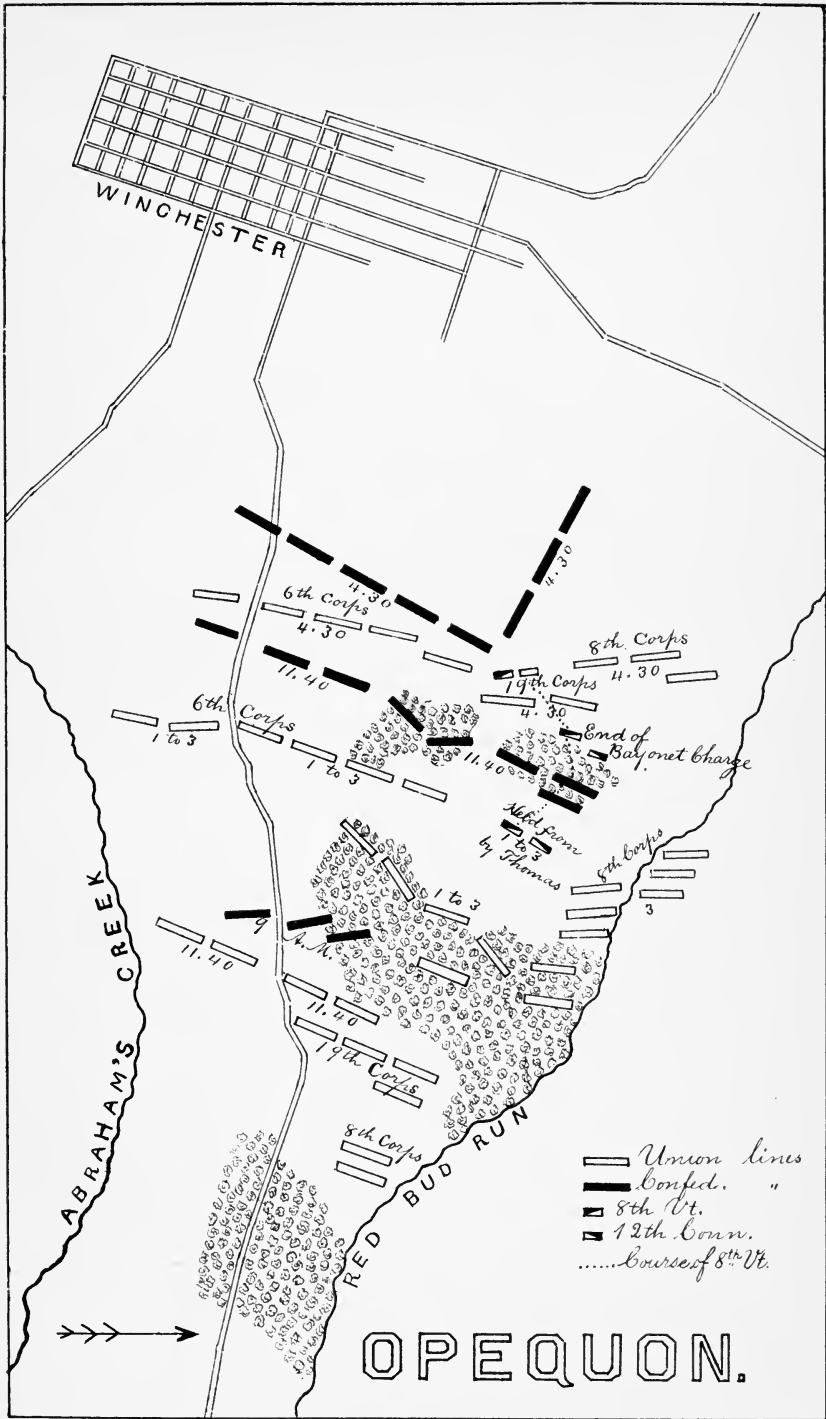 WINCHESTER
4.30
4.30
6th Corps
4.30
8th Corps
4.30
19th Corps
4.30
11.40
6th Corps
1 to 3
1 to 3
11.40
End of
Bayonet Charge
Held from
1 to 3
by Thomas
8th Corps
3
1 to 3
9
A.M.
11.40
11.40
19th Corps
8th Corps
ABRAHAM'S CREEK
RED BUD RUN
Union lines
Confed. "
8th Vt.
12th Conn.
......Course of 8th Vt.
OPEQUON.